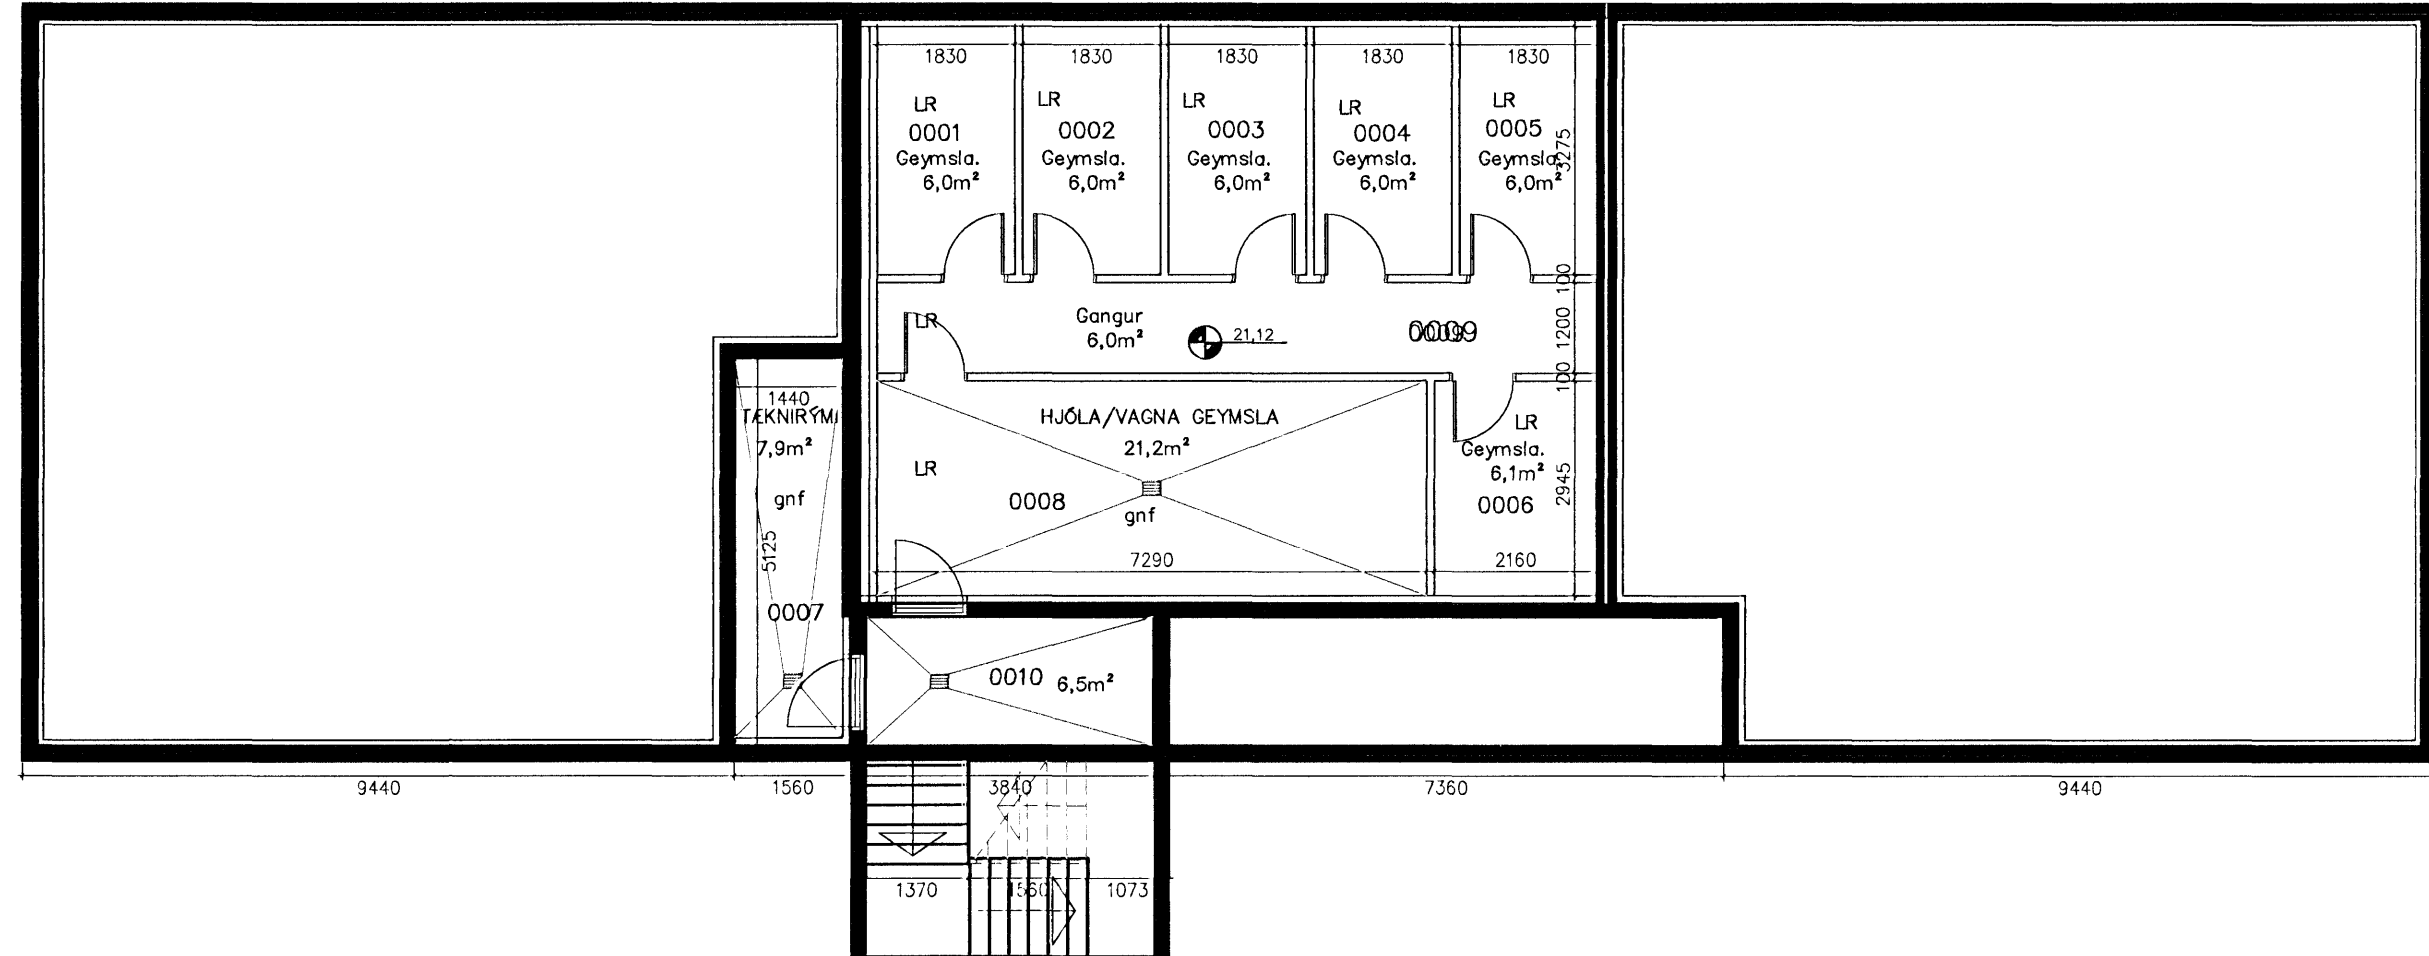 1830 1830 1830 1830 1830
LR LR LR LR LR
0001 0002 0003 0004 0005
Geymsla. Geymsla. Geymsla. Geymsla. Geymsla.
6,0m² 6,0m² 6,0m² 6,0m² 6,0m²
3275
100
LR
Gangur
6,0m²
21,12
1200
100
1440
TÆKNIRÝMI
7,9m²
gnf
5125
0007
HJÓLA/VAGNA GEYMSLA
21,2m²
LR
0008
gnf
7290
LR
Geymsla.
6,1m²
0006
2945
2160
0010 6,5m²
9440 1560 3840 7360 9440
1370 1560 1073